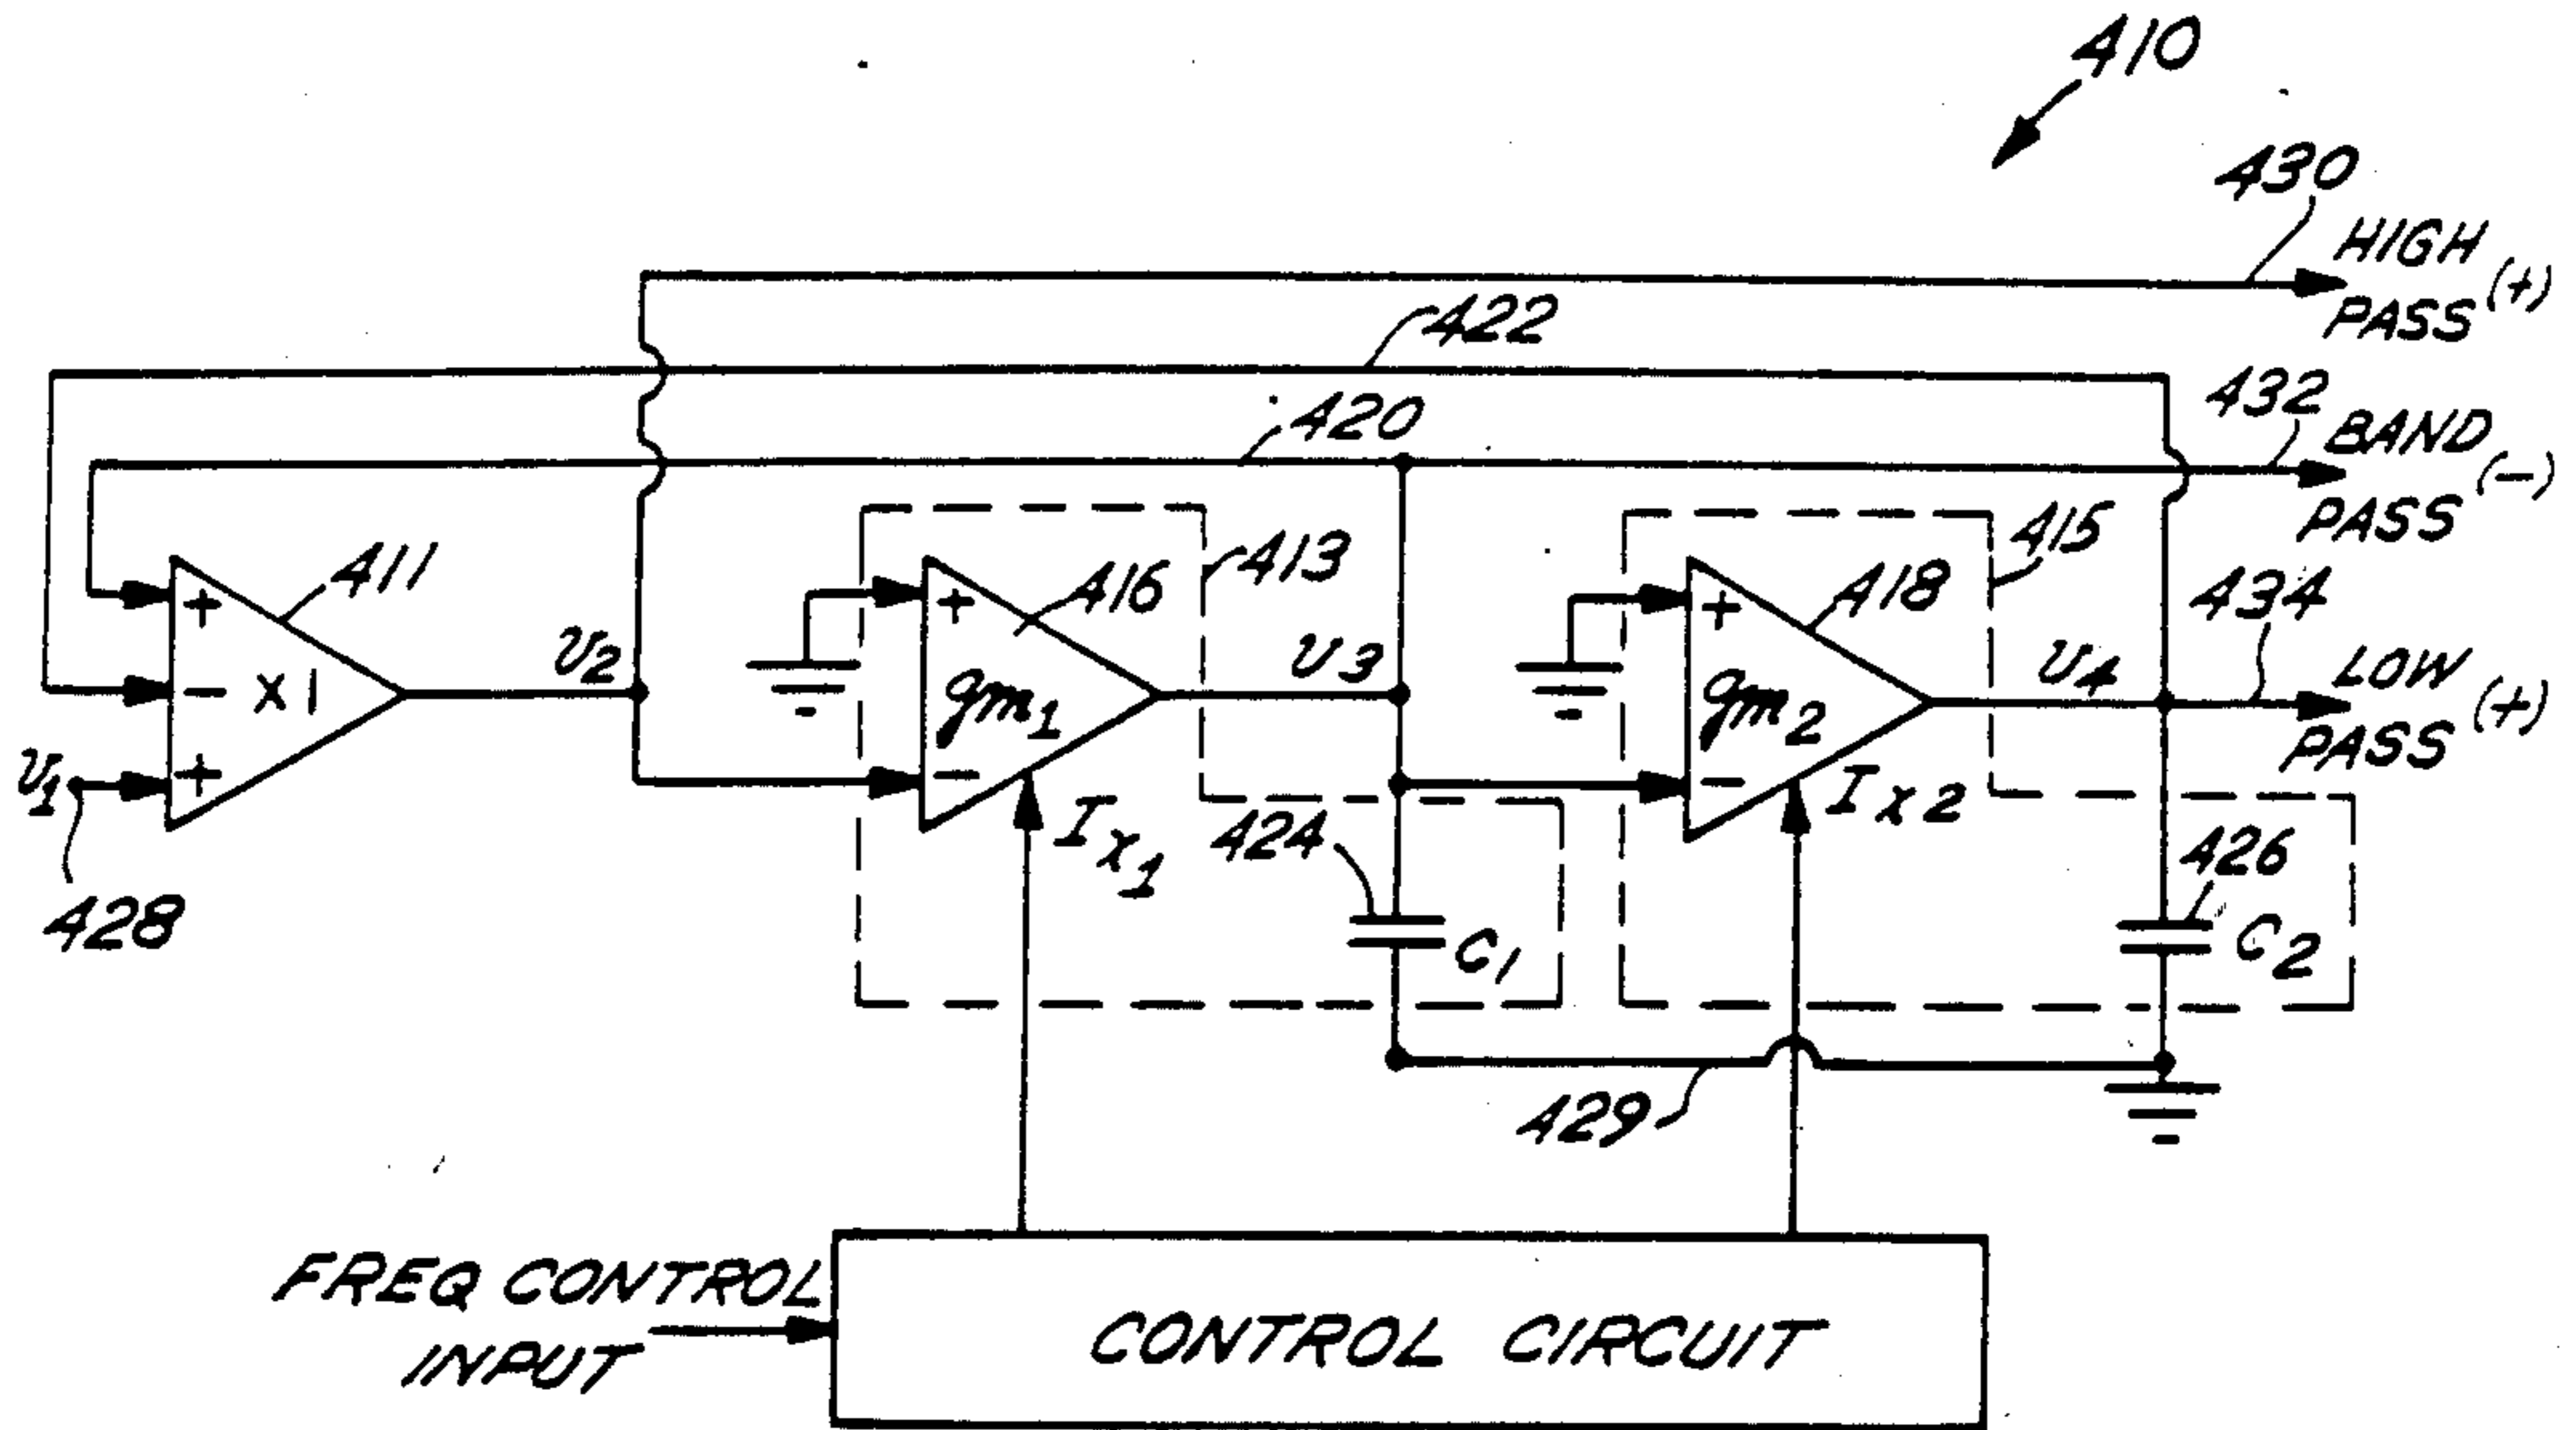 410
430
HIGH PASS (+)
422
432
420
BAND PASS (-)
411
413
415
416
418
434
+
+
+
v2
v3
v4
LOW PASS (+)
- X1
gm1
gm2
v1
+
-
-
Ix1
Ix2
424
426
428
C1
C2
429
FREQ CONTROL INPUT
CONTROL CIRCUIT